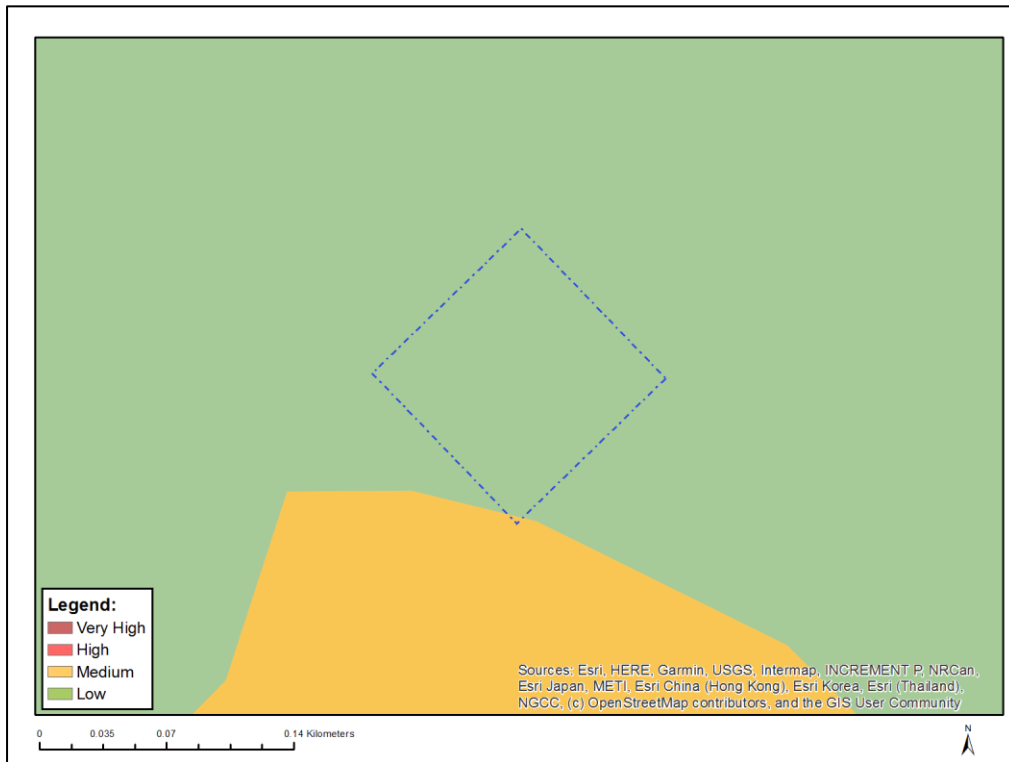 Legend:
Very High
High
Medium
Low
Sources: Esri, HERE, Garmin, USGS, Intermap, INCREMENT P, NRCan,
Esri Japan, METI, Esri China (Hong Kong), Esri Korea, Esri (Thailand),
NGCC, (c) OpenStreetMap contributors, and the GIS User Community
0 0.035 0.07 0.14 Kilometers
N